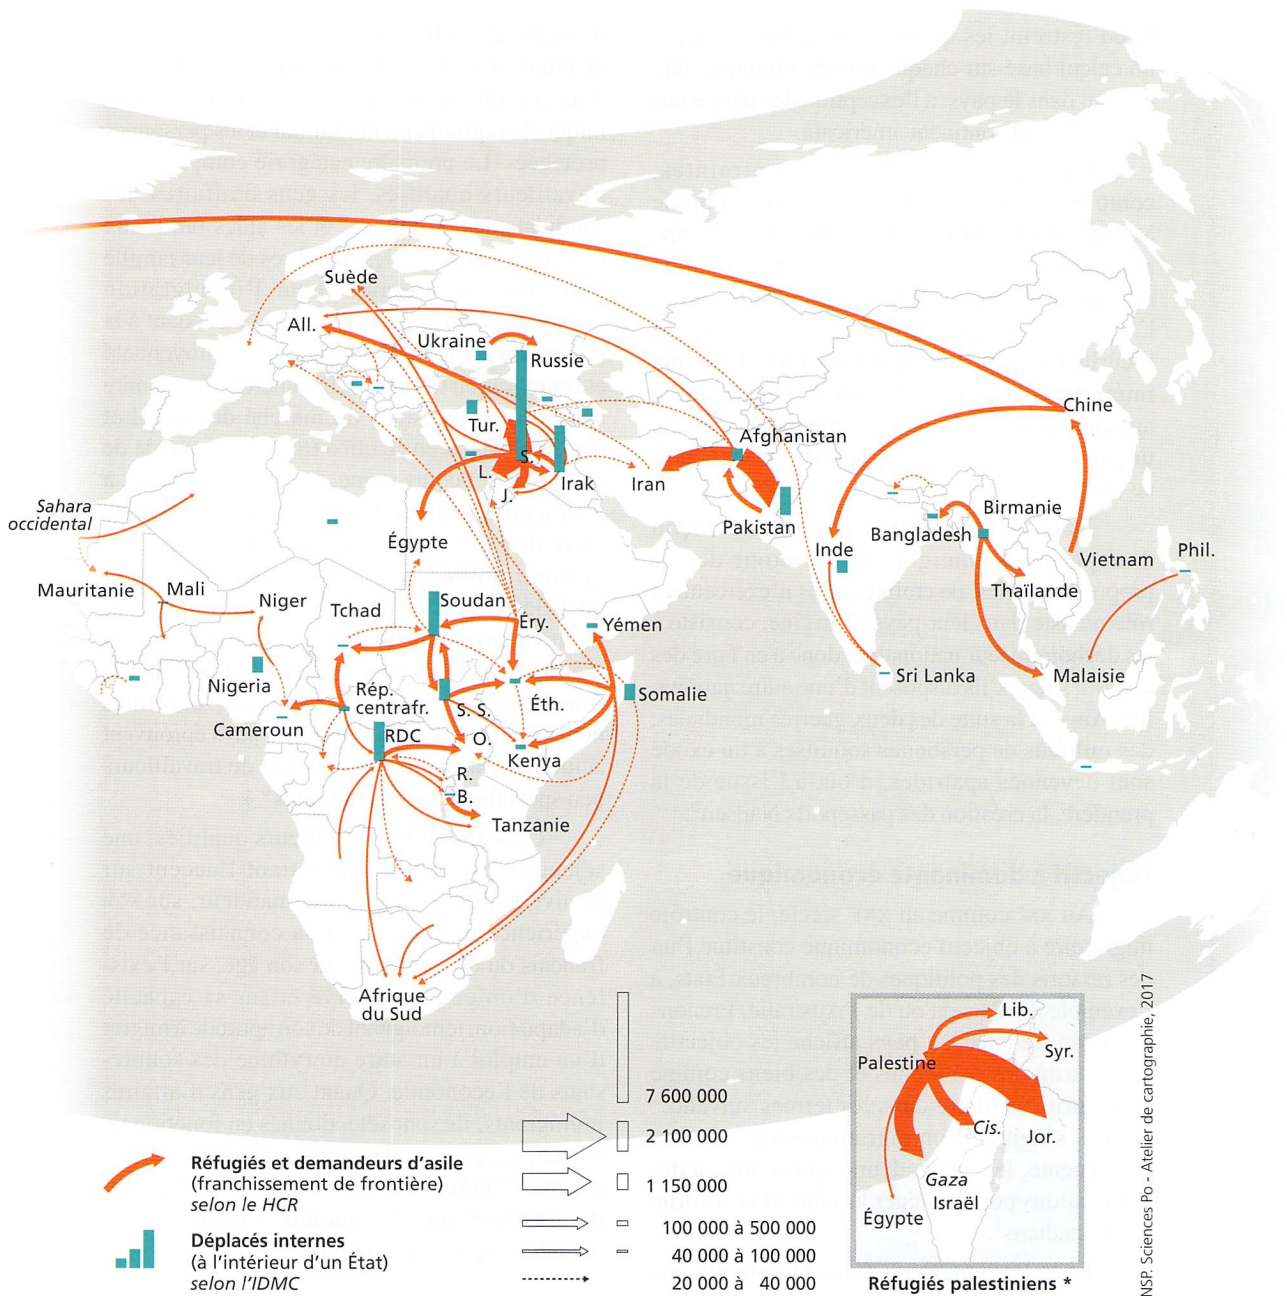 Suède
All.
Ukraine
Russie
Chine
Tur.
Afghanistan
S.
L.
Irak
Iran
J.
Sahara
occidental
Pakistan
Birmanie
Bangladesh
Égypte
Inde
Vietnam
Phil.
Mauritanie
Mali
Niger
Tchad
Soudan
Thaïlande
Éry.
Yémen
Nigeria
Rép.
centrafr.
Éth.
Somalie
Sri Lanka
Malaisie
S. S.
Cameroun
RDC
O.
Kenya
R.
B.
Tanzanie
Afrique
du Sud
Réfugiés et demandeurs d'asile
(franchissement de frontière)
selon le HCR
Déplacés internes
(à l'intérieur d'un État)
selon l'IDMC
7 600 000
2 100 000
1 150 000
100 000 à 500 000
40 000 à 100 000
20 000 à 40 000
Lib.
Syr.
Palestine
Cis.
Jor.
Gaza
Israël
Égypte
Réfugiés palestiniens *
NSP. Sciences Po - Atelier de cartographie, 2017